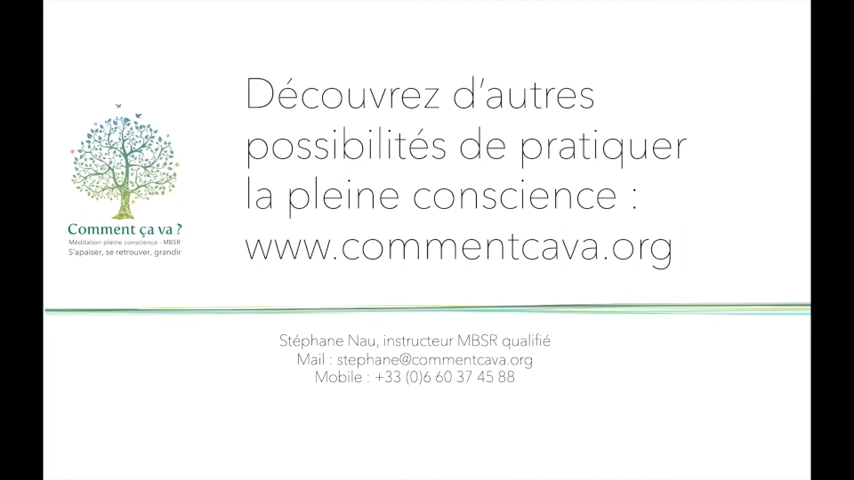 Découvrez d’autres
possibilités de pratiquer
la pleine conscience :
www.commentcava.org
Comment ça va ?
Méditation pleine conscience - MBSR
S'apaiser, se retrouver, grandir
Stéphane Nau, instructeur MBSR qualifié
Mail : stephane@commentcava.org
Mobile : +33 (0)6 60 37 45 88